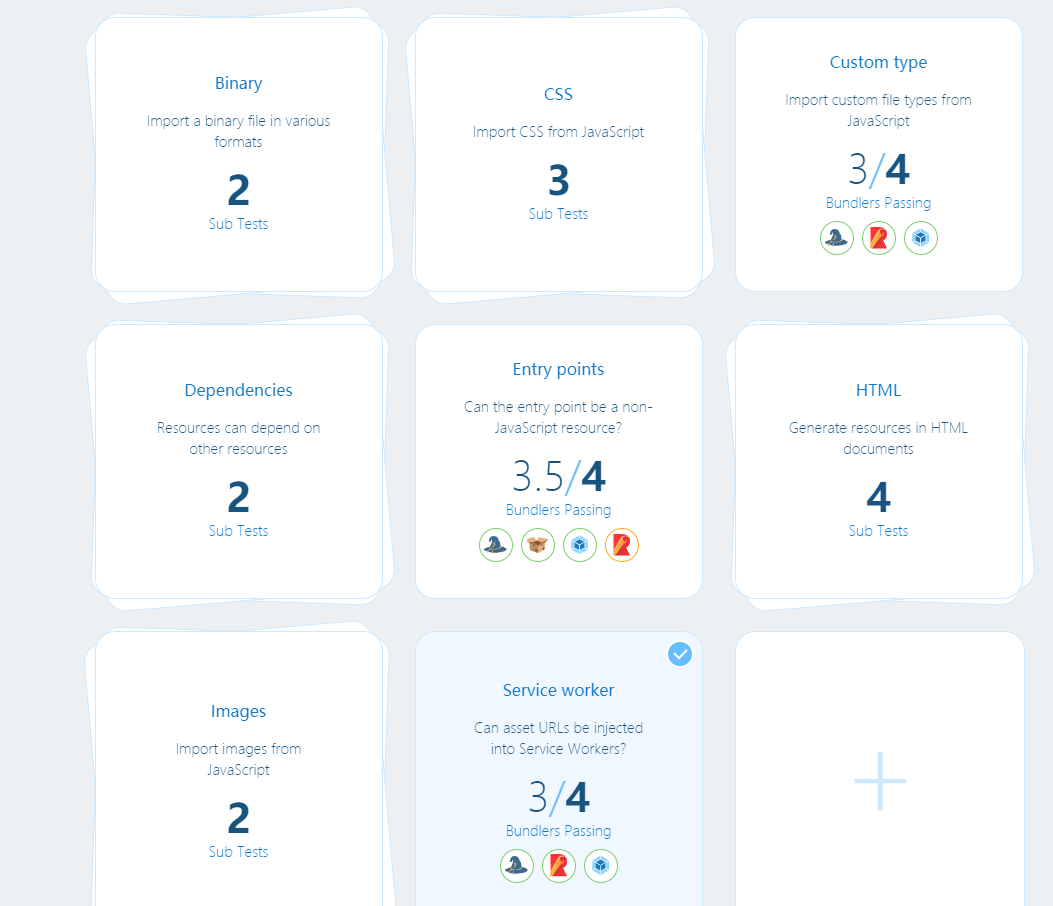 Binary
Import a binary file in various
formats
2
Sub Tests
CSS
Import CSS from JavaScript
3
Sub Tests
Custom type
Import custom file types from
JavaScript
3/4
Bundlers Passing
Dependencies
Resources can depend on
other resources
2
Sub Tests
Entry points
Can the entry point be a non-
JavaScript resource?
3.5/4
Bundlers Passing
HTML
Generate resources in HTML
documents
4
Sub Tests
Images
Import images from
JavaScript
2
Sub Tests
Service worker
Can asset URLs be injected
into Service Workers?
3/4
Bundlers Passing